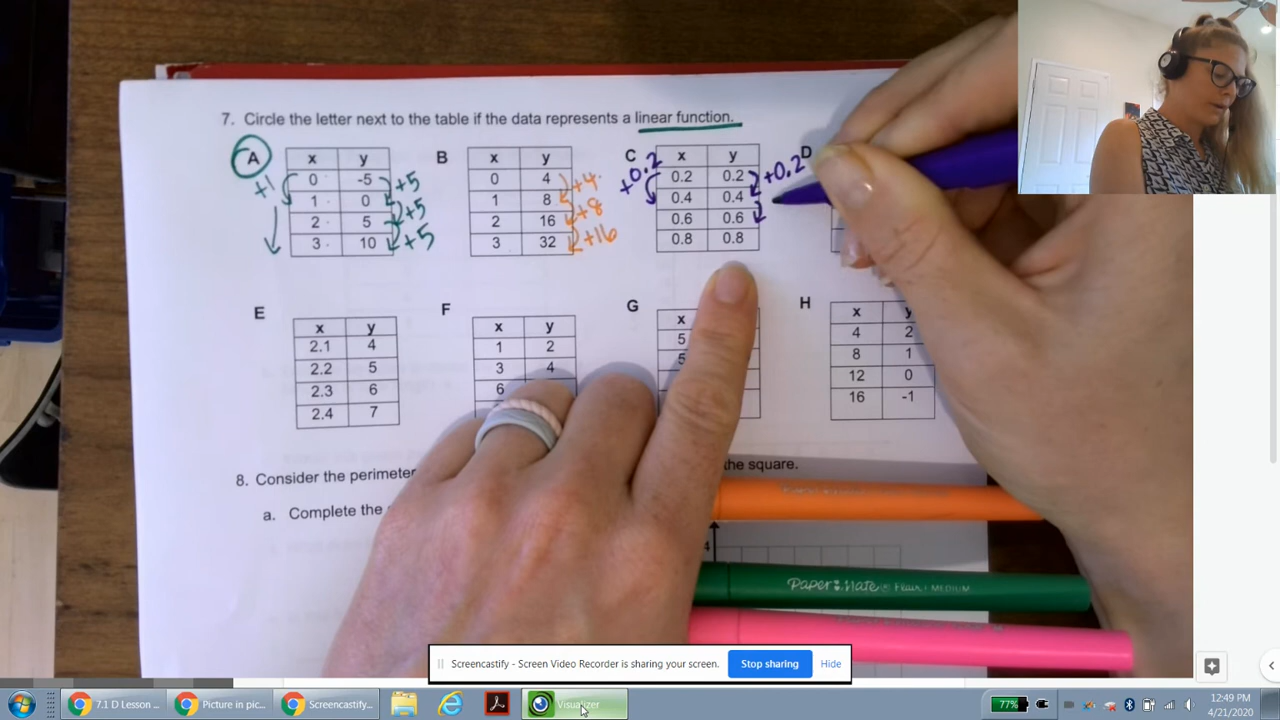 7. Circle the letter next to the table if the data represents a linear function.
A
x y
0 -5
1 0
2 5
3 10
+1
+5
+5
+5
B
x y
0 4
1 8
2 16
3 32
+4
+8
+16
C
x y
0.2 0.2
0.4 0.4
0.6 0.6
0.8 0.8
+0.2
+0.2
D
E
x y
2.1 4
2.2 5
2.3 6
2.4 7
F
x y
1 2
3 4
6
G
x
5
5
H
x y
4 2
8 1
12 0
16 -1
8. Consider the perimeter
the square.
a. Complete the
4
Paper Mate Flair MEDIUM
Screencastify - Screen Video Recorder is sharing your screen.
Stop sharing
Hide
7.1 D Lesson ...
Picture in pic...
Screencastify...
Visualizer
77%
12:49 PM
4/21/2020